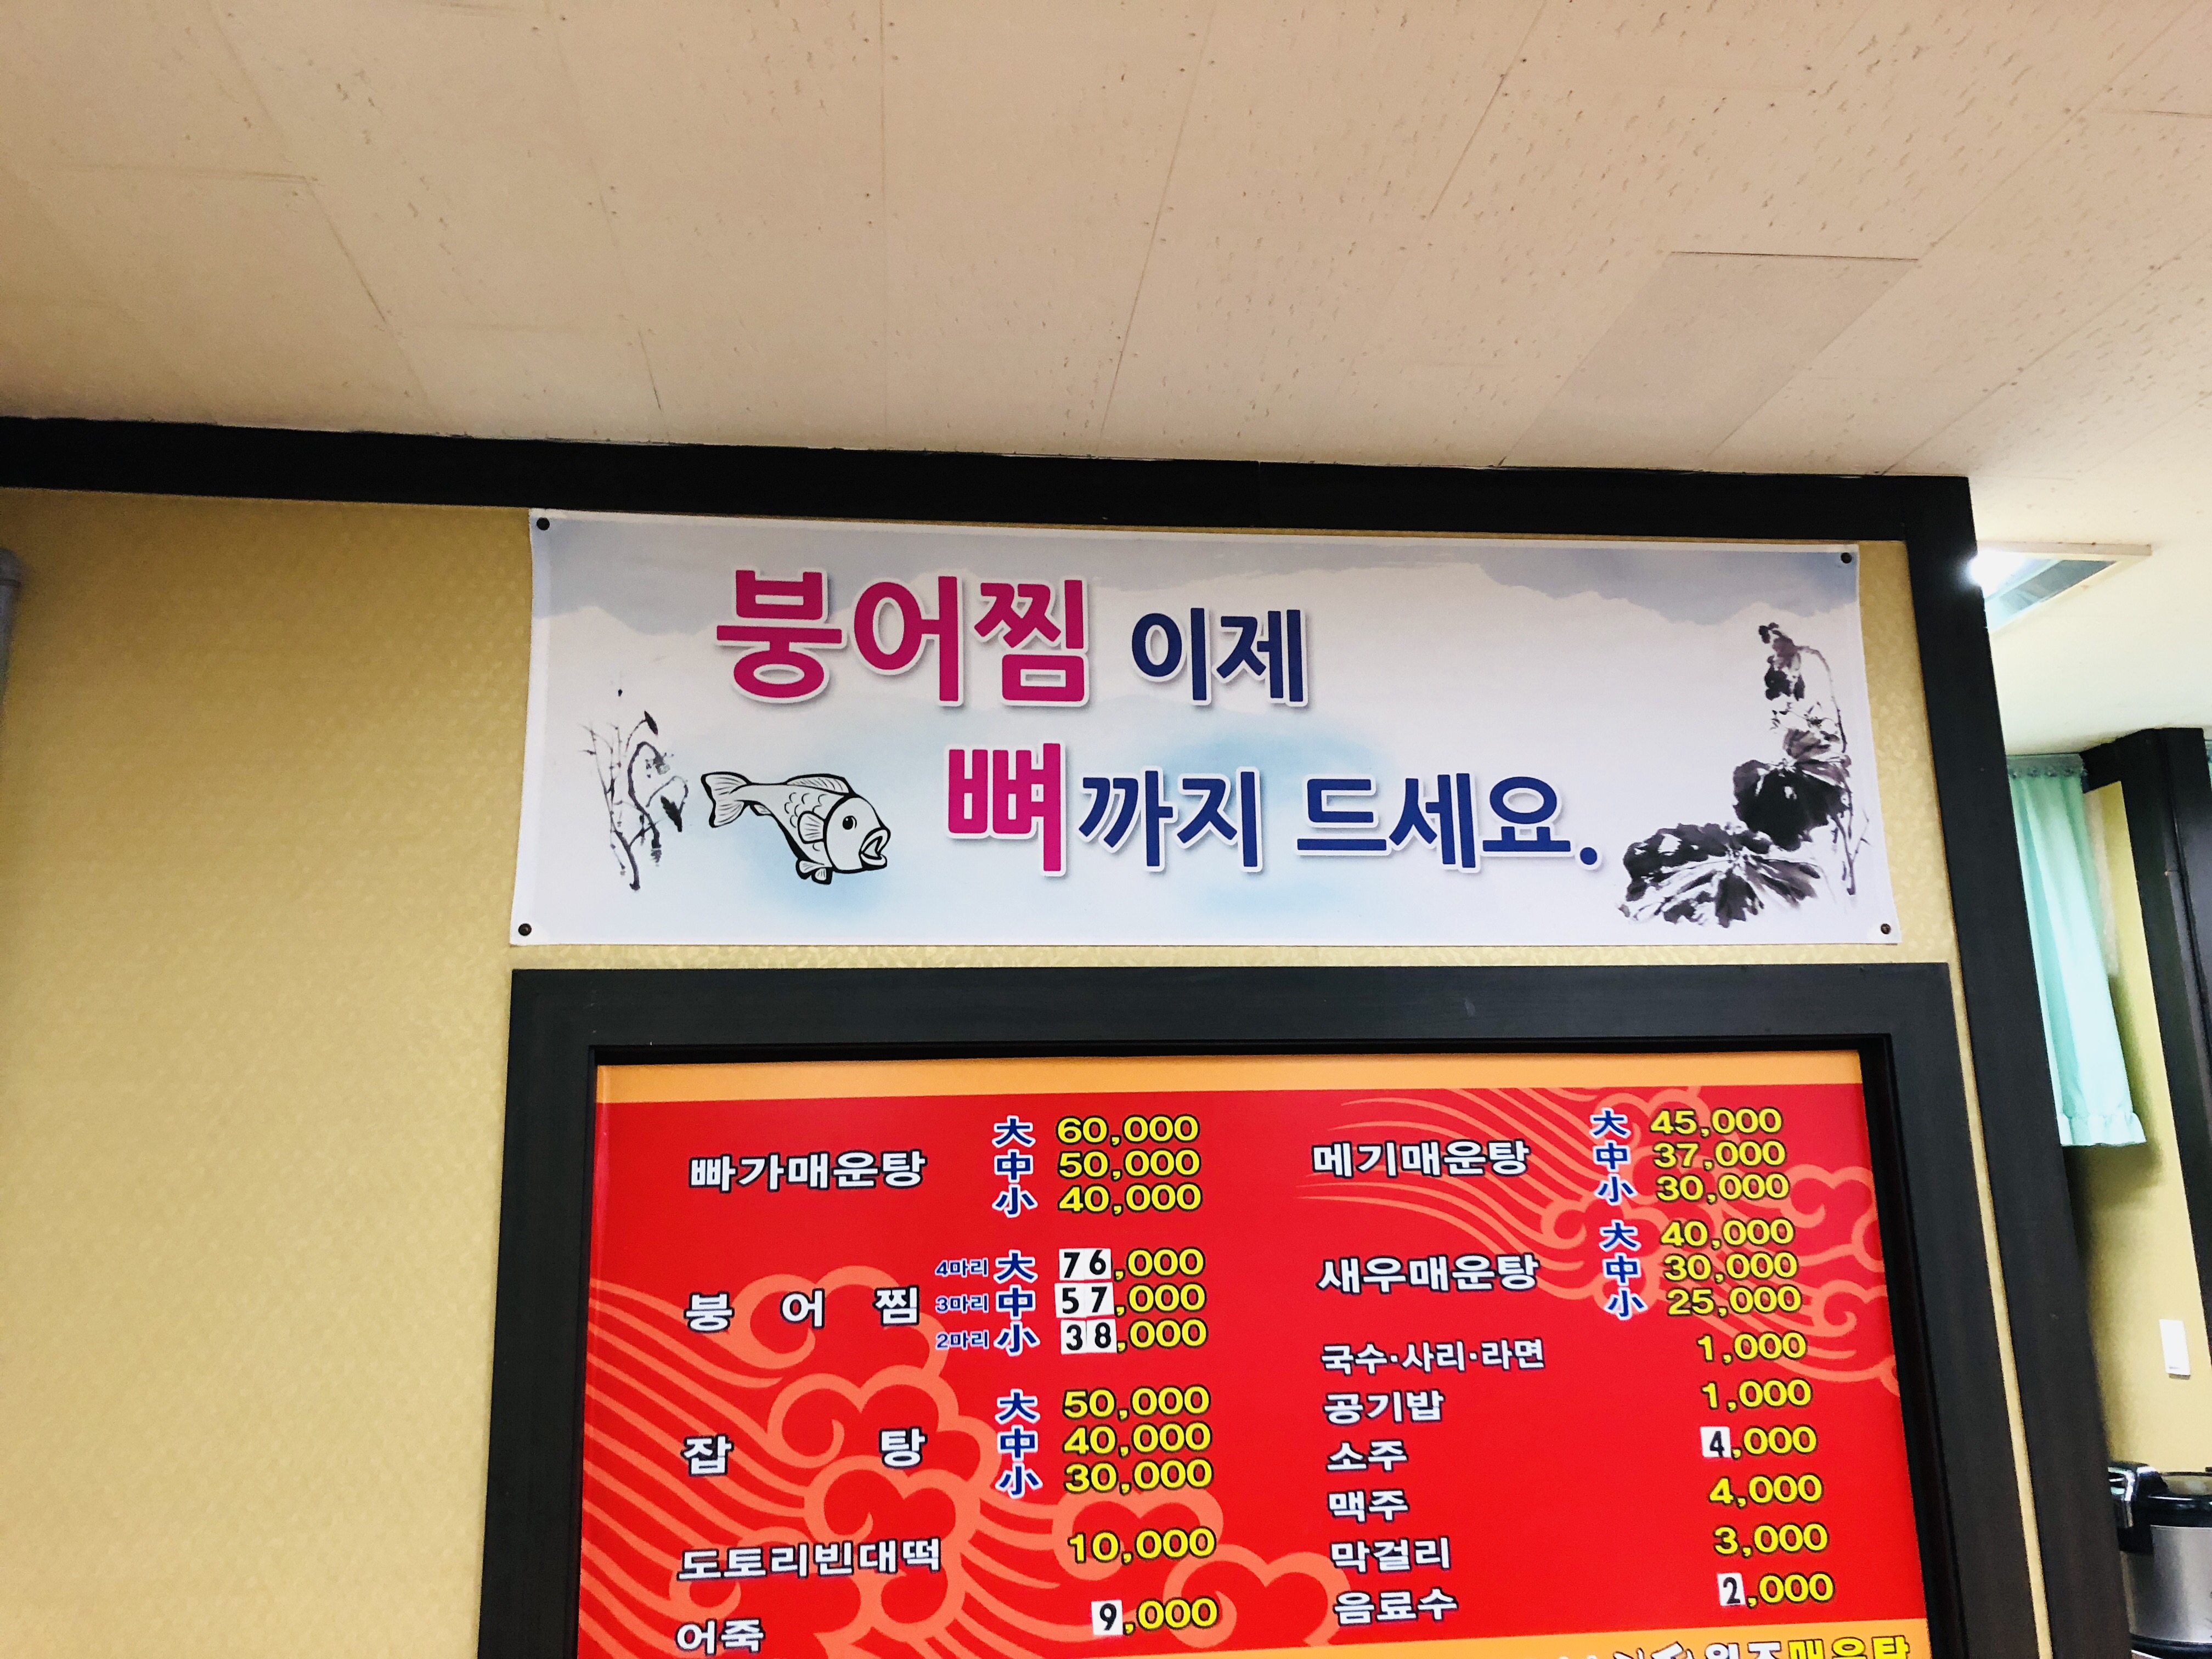 붕어찜 이제
뼈까지 드세요.
빠가매운탕
大 60,000
中 50,000
小 40,000
붕 어 찜
4마리 大 76,000
3마리 中 57,000
2마리 小 38,000
잡 탕
大 50,000
中 40,000
小 30,000
도토리빈대떡 10,000
어죽 9,000
메기매운탕
大 45,000
中 37,000
小 30,000
새우매운탕
大 40,000
中 30,000
小 25,000
국수·사리·라면 1,000
공기밥 1,000
소주 4,000
맥주 4,000
막걸리 3,000
음료수 2,000
원조매운탕